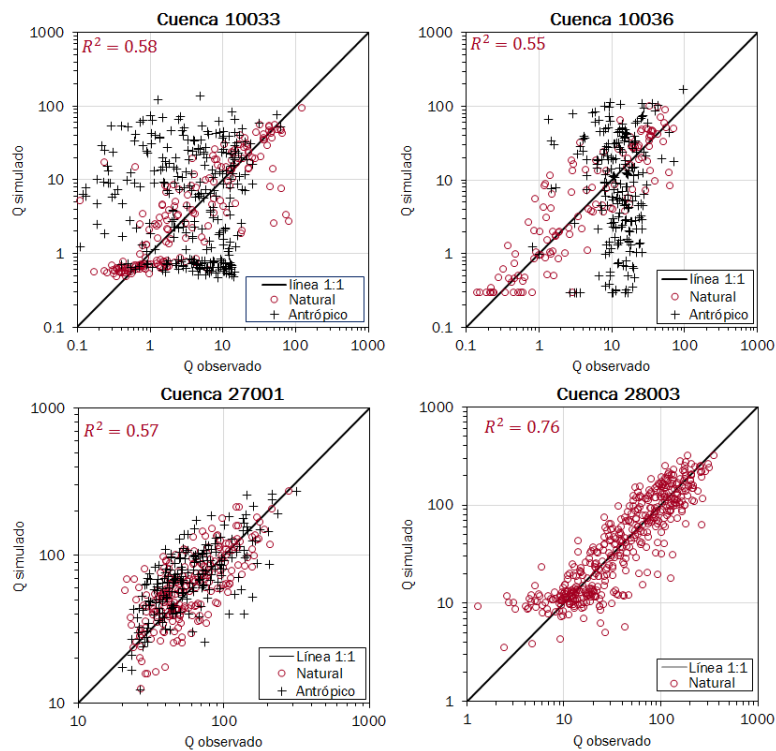 Cuenca 10033
R² = 0.58
1000
100
10
1
0.1
Q simulado
0.1 1 10 100 1000
Q observado
línea 1:1
Natural
Antrópico
Cuenca 10036
R² = 0.55
1000
100
10
1
0.1
Q simulado
0.1 1 10 100 1000
Q observado
línea 1:1
Natural
Antrópico
Cuenca 27001
R² = 0.57
1000
100
10
Q simulado
10 100 1000
Q observado
Línea 1:1
Natural
Antrópico
Cuenca 28003
R² = 0.76
1000
100
10
1
Q simulado
1 10 100 1000
Q observado
Línea 1:1
Natural